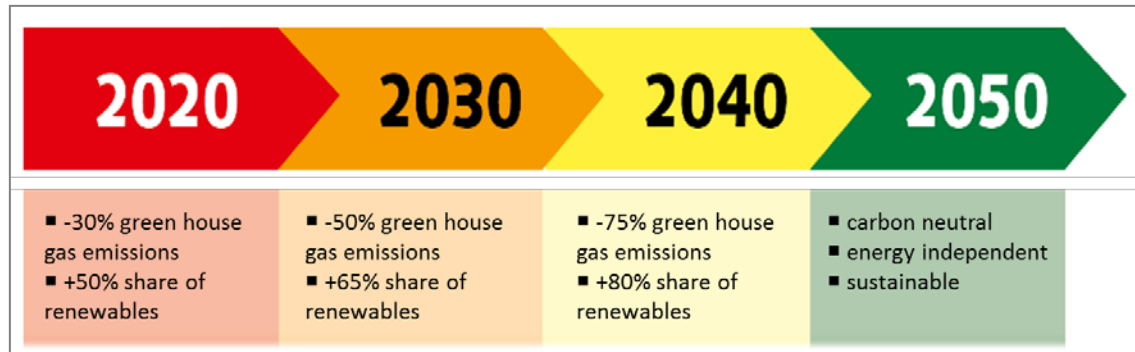 2020
2030
2040
2050
■ -30% green house
gas emissions
■ +50% share of
renewables
■ -50% green house
gas emissions
■ +65% share of
renewables
■ -75% green house
gas emissions
■ +80% share of
renewables
■ carbon neutral
■ energy independent
■ sustainable